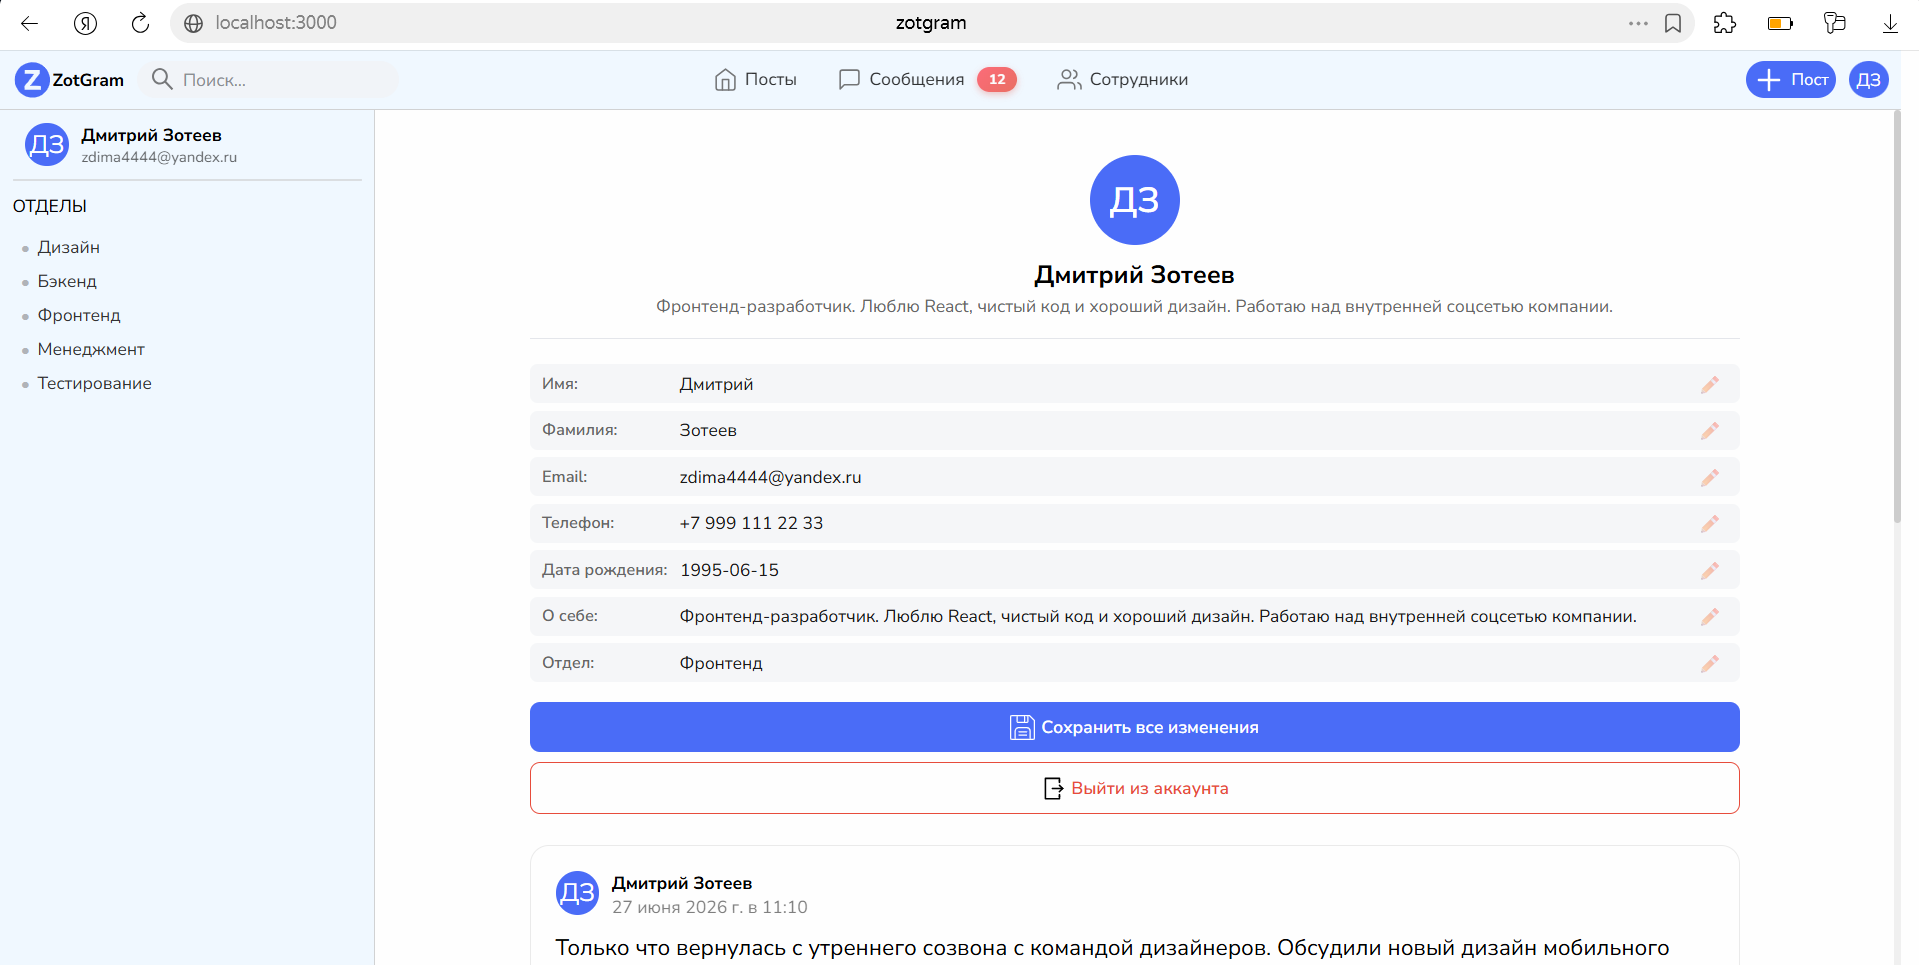 Я localhost:3000 zotgram
Z ZotGram Поиск... Посты Сообщения 12 Сотрудники Пост ДЗ
ДЗ Дмитрий Зотеев
zdima4444@yandex.ru
ОТДЕЛЫ
Дизайн
Бэкенд
Фронтенд
Менеджмент
Тестирование
ДЗ
Дмитрий Зотеев
Фронтенд-разработчик. Люблю React, чистый код и хороший дизайн. Работаю над внутренней соцсетью компании.
Имя: Дмитрий
Фамилия: Зотеев
Email: zdima4444@yandex.ru
Телефон: +7 999 111 22 33
Дата рождения: 1995-06-15
О себе: Фронтенд-разработчик. Люблю React, чистый код и хороший дизайн. Работаю над внутренней соцсетью компании.
Отдел: Фронтенд
Сохранить все изменения
Выйти из аккаунта
ДЗ Дмитрий Зотеев
27 июня 2026 г. в 11:10
Только что вернулась с утреннего созвона с командой дизайнеров. Обсудили новый дизайн мобильного